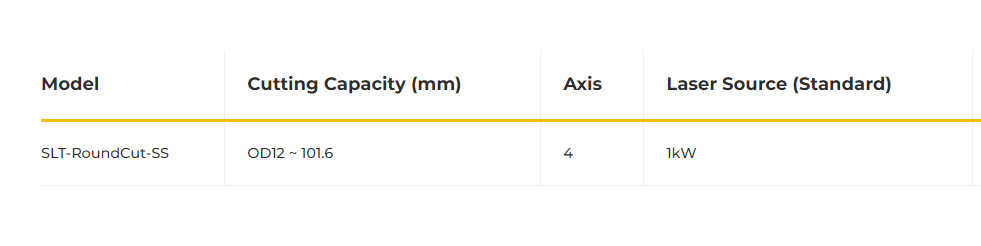 Model Cutting Capacity (mm) Axis Laser Source (Standard)
SLT-RoundCut-SS OD12 ~ 101.6 4 1kW